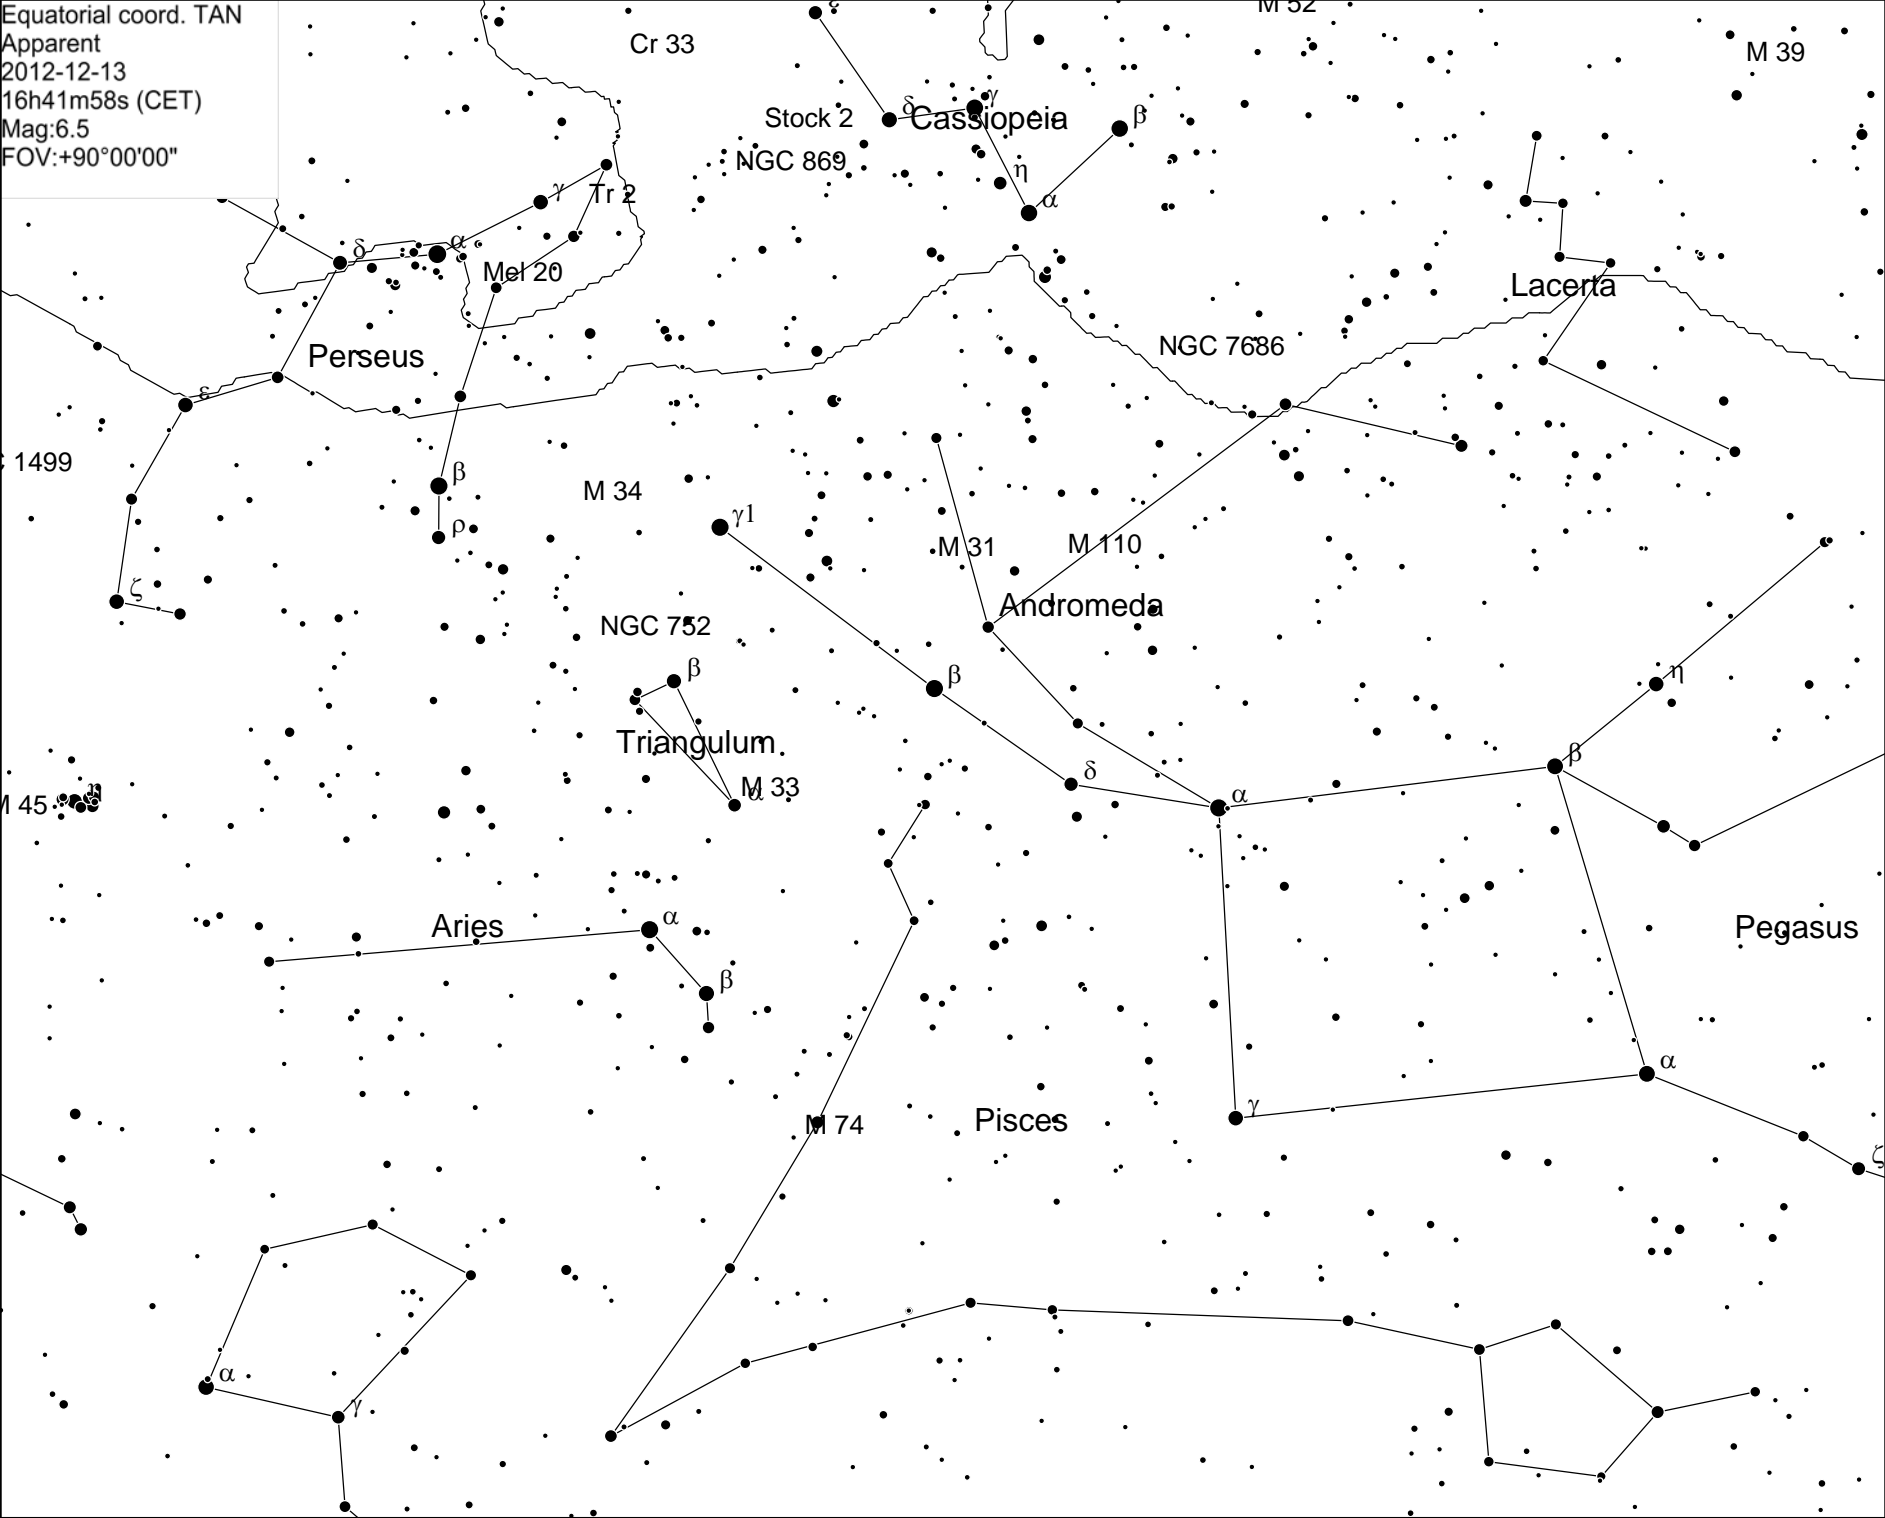 Equatorial coord. TAN
Apparent
2012-12-13
16h41m58s (CET)
Mag:6.5
FOV:+90°00'00"
M 52
Cr 33
M 39
ε
γ
δ
Stock 2
Cassiopeia
β
NGC 869
η
γ
Tr 2
α
α
δ
Mel 20
Lacerta
NGC 7686
Perseus
ε
C 1499
β
M 34
γ1
ρ
M 31
M 110
ζ
Andromeda
NGC 752
β
β
η
Triangulum
β
δ
M 33
α
η
M 45
α
α
Aries
Pegasus
β
α
γ
Pisces
M 74
ζ
α
γ